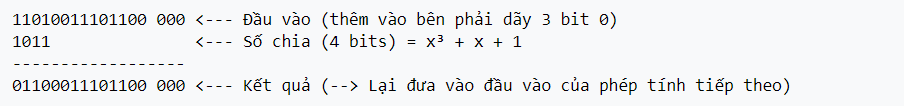 11010011101100 000 <--- Đầu vào (thêm vào bên phải dãy 3 bit 0)
1011               <--- Số chia (4 bits) = x³ + x + 1
------------------
01100011101100 000 <--- Kết quả (--> Lại đưa vào đầu vào của phép tính tiếp theo)